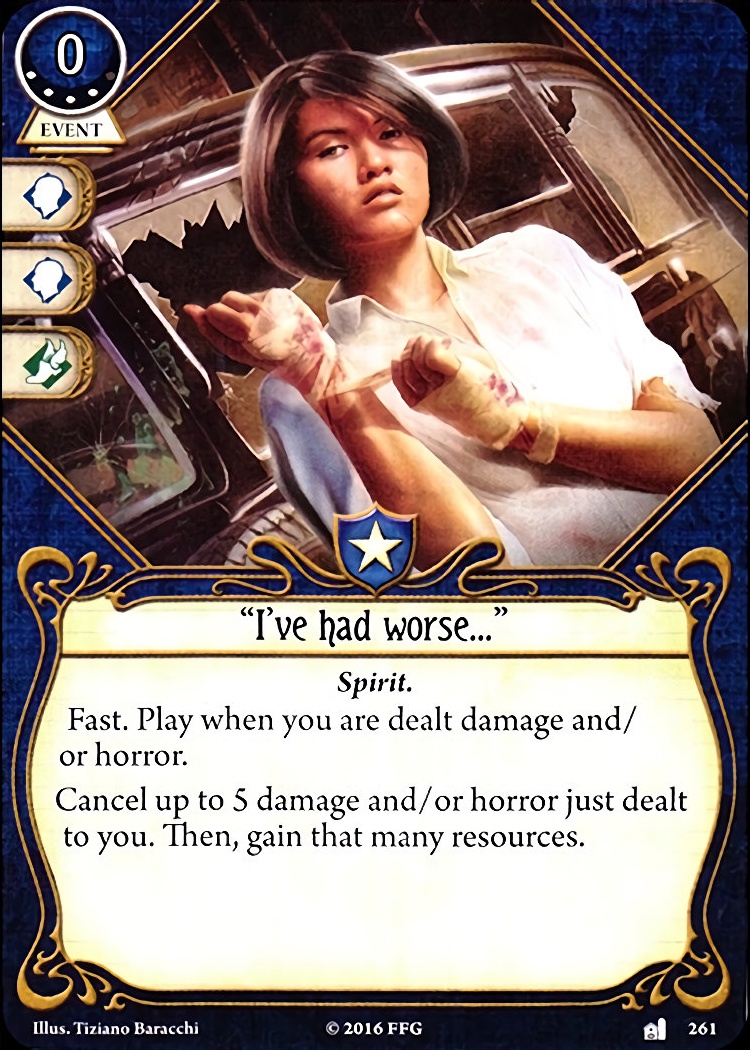 0
EVENT
“I’ve had worse...”
Spirit.
Fast. Play when you are dealt damage and/
or horror.
Cancel up to 5 damage and/or horror just dealt
to you. Then, gain that many resources.
Illus. Tiziano Baracchi
© 2016 FFG
261